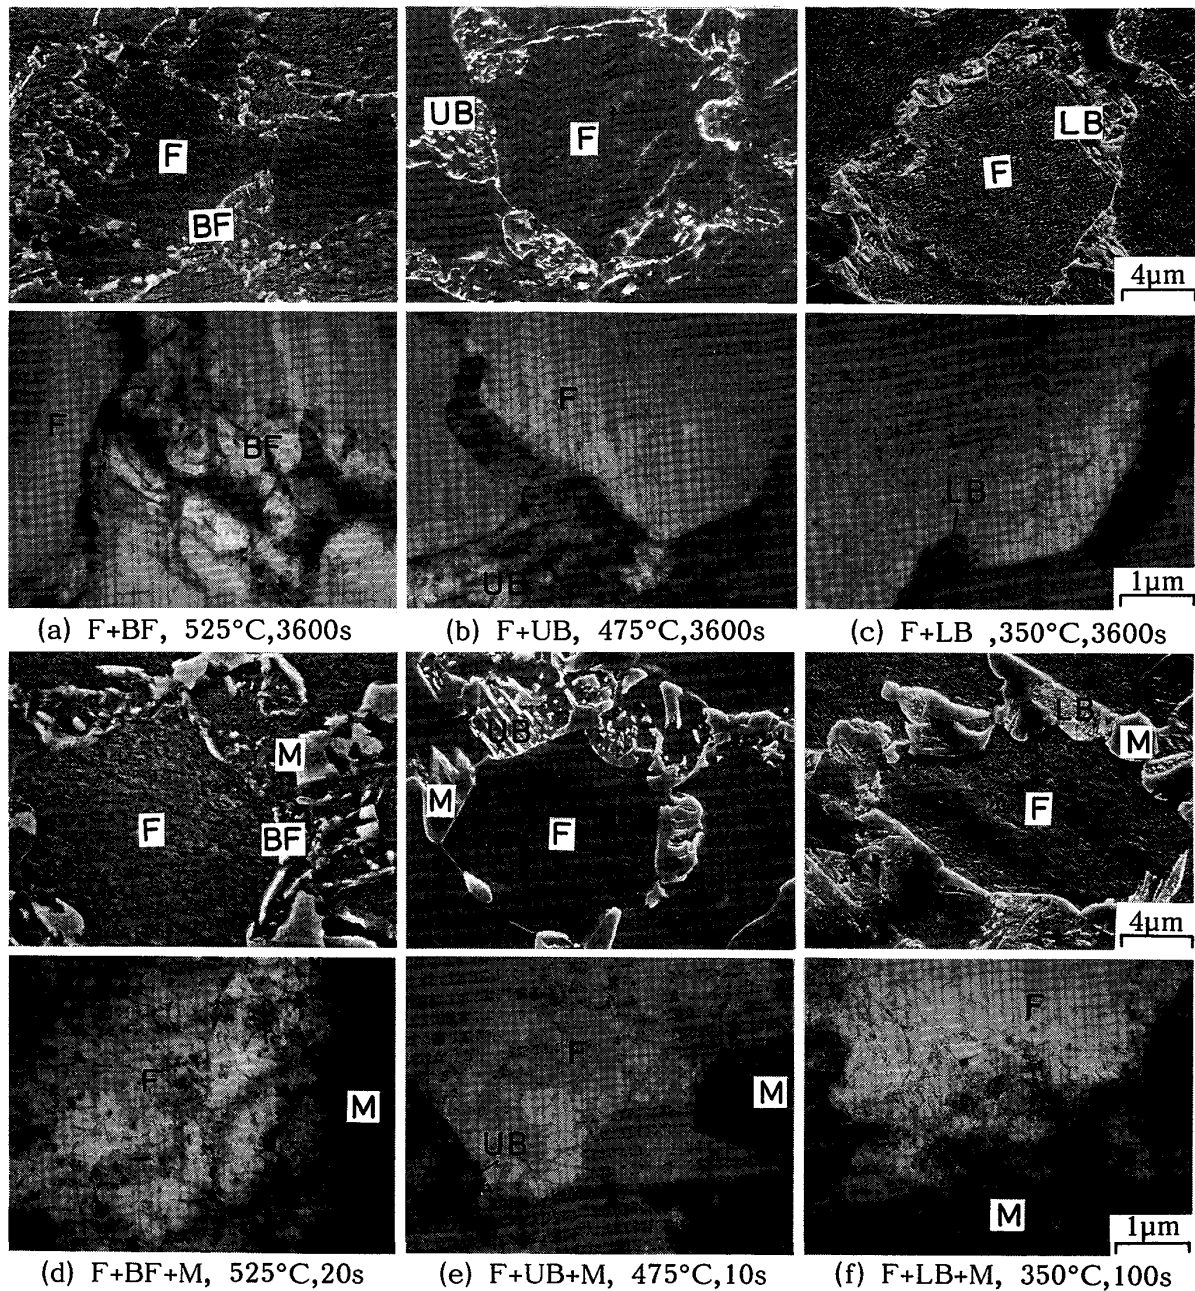 F
BF
UB
F
LB
F
4μm
F
BF
F
UB
LB
1μm
(a) F+BF, 525°C,3600s
(b) F+UB, 475°C,3600s
(c) F+LB ,350°C,3600s
M
F
BF
UB
M
F
LB
M
F
4μm
F
M
F
UB
M
F
M
1μm
(d) F+BF+M, 525°C,20s
(e) F+UB+M, 475°C,10s
(f) F+LB+M, 350°C,100s